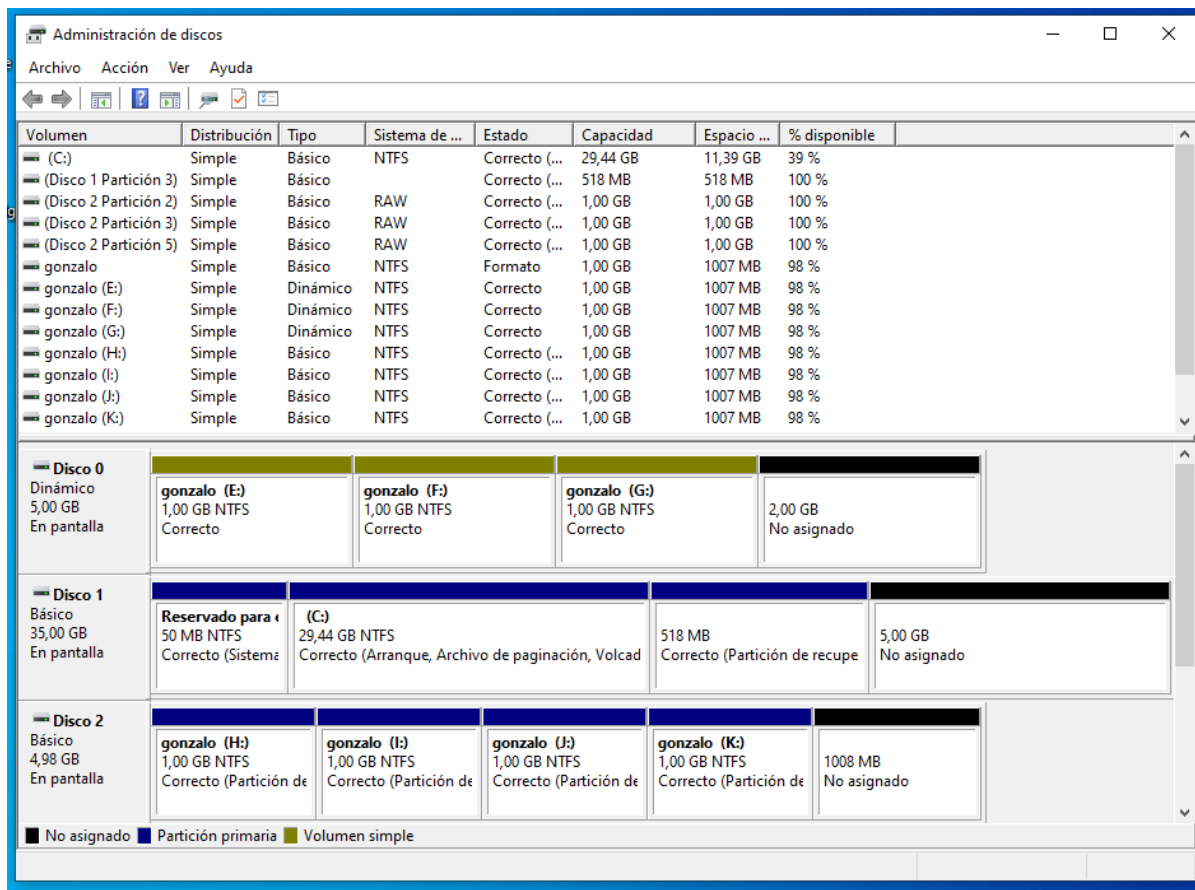 Administración de discos
Archivo Acción Ver Ayuda
Volumen Distribución Tipo Sistema de ... Estado Capacidad Espacio ... % disponible
(C:) Simple Básico NTFS Correcto (... 29,44 GB 11,39 GB 39 %
(Disco 1 Partición 3) Simple Básico Correcto (... 518 MB 518 MB 100 %
(Disco 2 Partición 2) Simple Básico RAW Correcto (... 1,00 GB 1,00 GB 100 %
(Disco 2 Partición 3) Simple Básico RAW Correcto (... 1,00 GB 1,00 GB 100 %
(Disco 2 Partición 5) Simple Básico RAW Correcto (... 1,00 GB 1,00 GB 100 %
gonzalo Simple Básico NTFS Formato 1,00 GB 1007 MB 98 %
gonzalo (E:) Simple Dinámico NTFS Correcto 1,00 GB 1007 MB 98 %
gonzalo (F:) Simple Dinámico NTFS Correcto 1,00 GB 1007 MB 98 %
gonzalo (G:) Simple Dinámico NTFS Correcto 1,00 GB 1007 MB 98 %
gonzalo (H:) Simple Básico NTFS Correcto (... 1,00 GB 1007 MB 98 %
gonzalo (I:) Simple Básico NTFS Correcto (... 1,00 GB 1007 MB 98 %
gonzalo (J:) Simple Básico NTFS Correcto (... 1,00 GB 1007 MB 98 %
gonzalo (K:) Simple Básico NTFS Correcto (... 1,00 GB 1007 MB 98 %
Disco 0
Dinámico
5,00 GB
En pantalla
gonzalo (E:)
1,00 GB NTFS
Correcto
gonzalo (F:)
1,00 GB NTFS
Correcto
gonzalo (G:)
1,00 GB NTFS
Correcto
2,00 GB
No asignado
Disco 1
Básico
35,00 GB
En pantalla
Reservado para
50 MB NTFS
Correcto (Sistema
(C:)
29,44 GB NTFS
Correcto (Arranque, Archivo de paginación, Volcad
518 MB
Correcto (Partición de recupe
5,00 GB
No asignado
Disco 2
Básico
4,98 GB
En pantalla
gonzalo (H:)
1,00 GB NTFS
Correcto (Partición de
gonzalo (I:)
1,00 GB NTFS
Correcto (Partición de
gonzalo (J:)
1,00 GB NTFS
Correcto (Partición de
gonzalo (K:)
1,00 GB NTFS
Correcto (Partición de
1008 MB
No asignado
No asignado Partición primaria Volumen simple